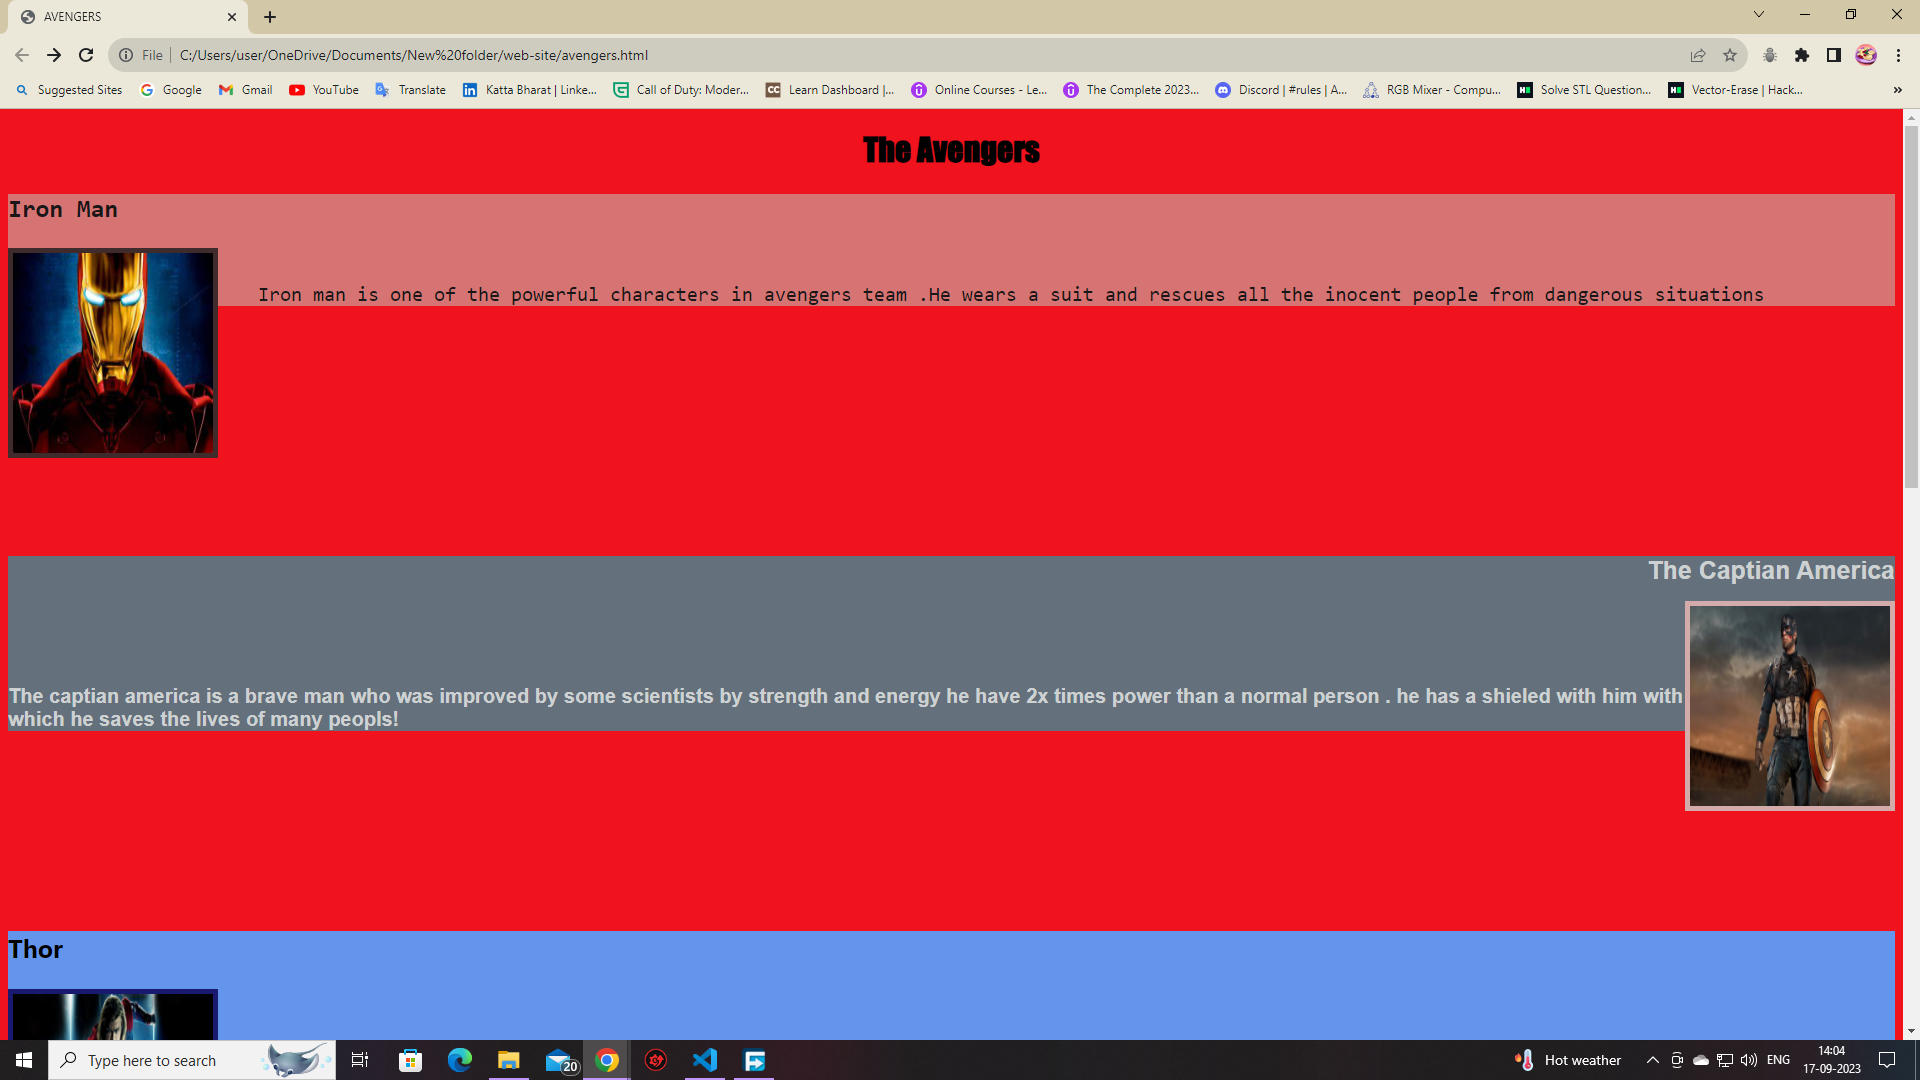 AVENGERS
File C:/Users/user/OneDrive/Documents/New%20folder/web-site/avengers.html
Suggested Sites Google Gmail YouTube Translate Katta Bharat | Linke... Call of Duty: Moder... CC Learn Dashboard |... Online Courses - Le... The Complete 2023... Discord | #rules | A... RGB Mixer - Compu... Solve STL Question... Vector-Erase | Hack... »
The Avengers
Iron Man
Iron man is one of the powerful characters in avengers team .He wears a suit and rescues all the inocent people from dangerous situations
The Captian America
The captian america is a brave man who was improved by some scientists by strength and energy he have 2x times power than a normal person . he has a shieled with him with
which he saves the lives of many peopls!
Thor
Type here to search 20 Hot weather ENG 14:04
17-09-2023